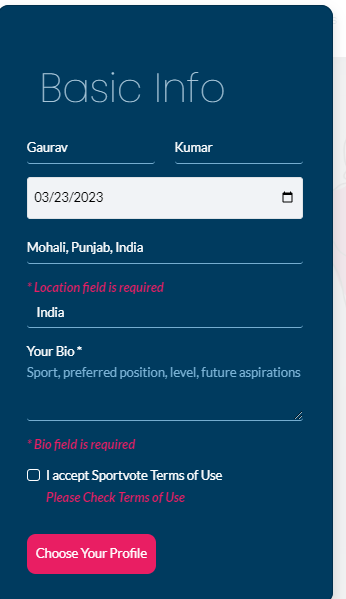 Basic Info
Gaurav Kumar
03/23/2023
Mohali, Punjab, India
* Location field is required
India
Your Bio *
Sport, preferred position, level, future aspirations
* Bio field is required
I accept Sportvote Terms of Use
Please Check Terms of Use
Choose Your Profile